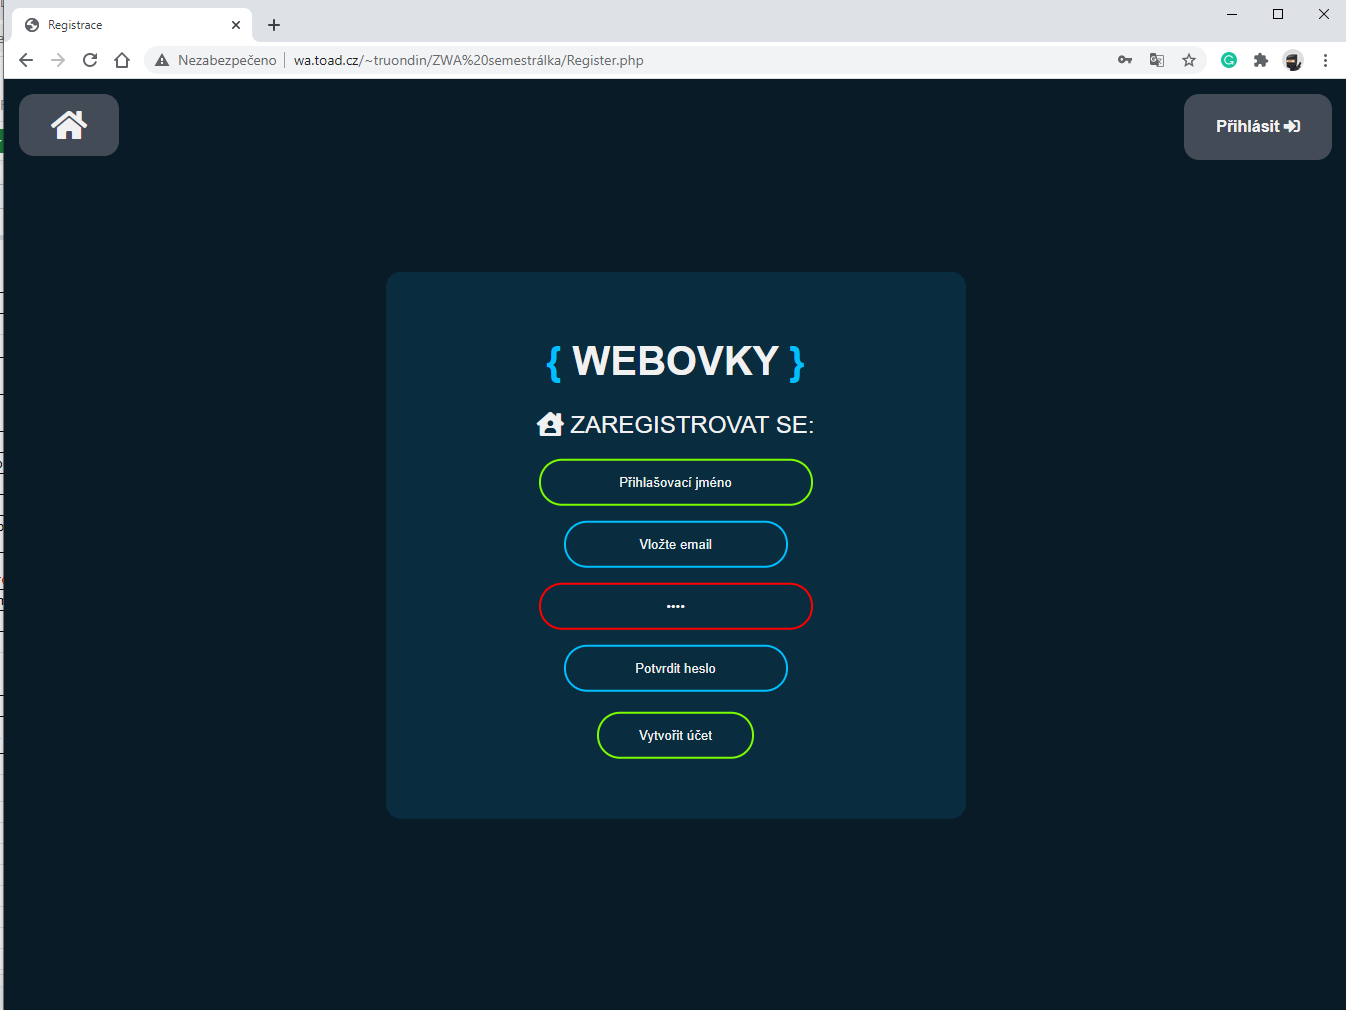 Registrace
Nezabezpečeno
wa.toad.cz/~truondin/ZWA%20semestrálka/Register.php
Přihlásit
{ WEBOVKY }
ZAREGISTROVAT SE:
Přihlašovací jméno
Vložte email
••••
Potvrdit heslo
Vytvořit účet